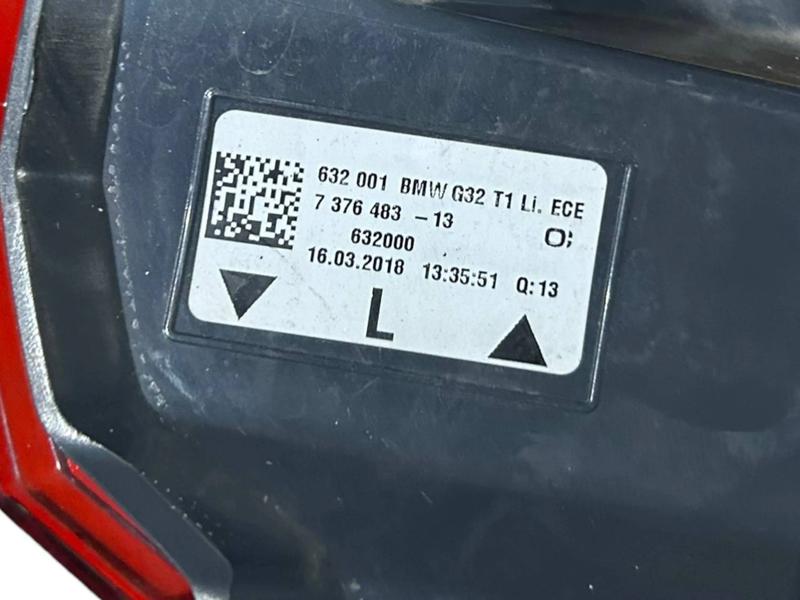 632 001 BMW G32 T1 Li. ECE
7 376 483 -13
632000
16.03.2018 13:35:51 Q:13
L